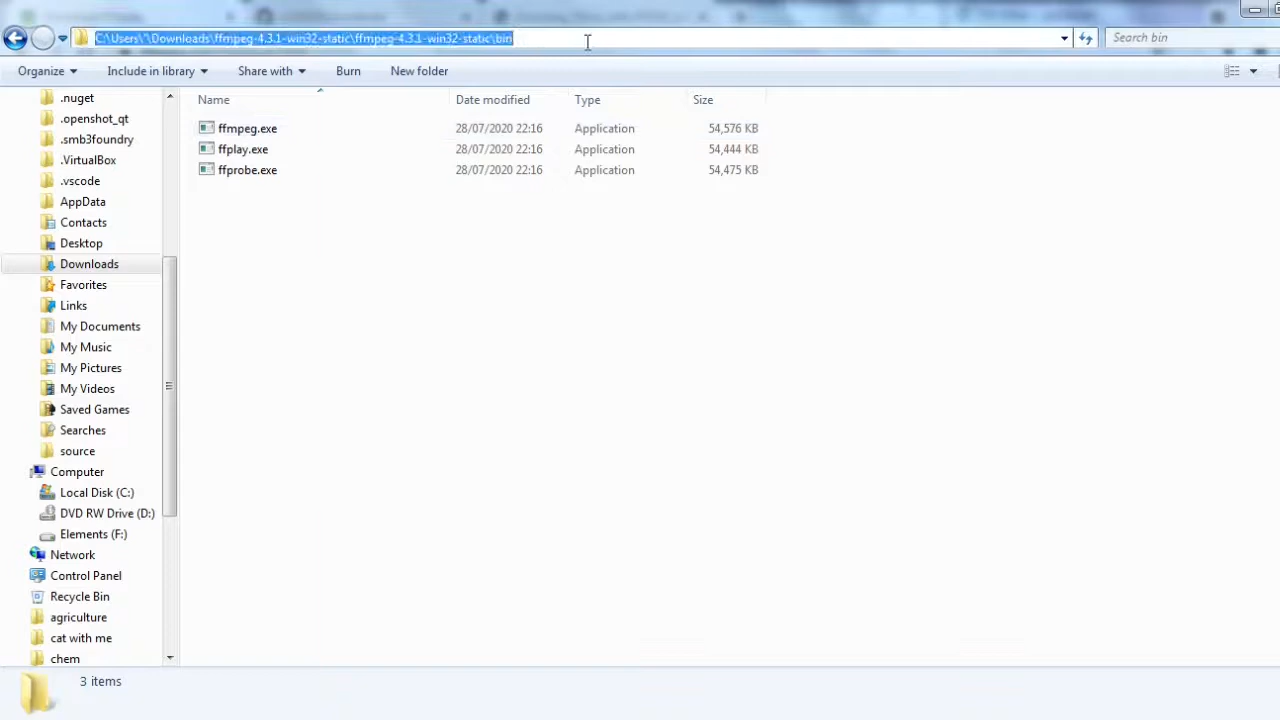 C:\Users\'\Downloads\ffmpeg-4.3.1-win32-static\ffmpeg-4.3.1-win32-static\bin
Search bin
Organize
Include in library
Share with
Burn
New folder
Name
Date modified
Type
Size
ffmpeg.exe 28/07/2020 22:16 Application 54,576 KB
ffplay.exe 28/07/2020 22:16 Application 54,444 KB
ffprobe.exe 28/07/2020 22:16 Application 54,475 KB
.nuget
.openshot_qt
.smb3foundry
.VirtualBox
.vscode
AppData
Contacts
Desktop
Downloads
Favorites
Links
My Documents
My Music
My Pictures
My Videos
Saved Games
Searches
source
Computer
Local Disk (C:)
DVD RW Drive (D:)
Elements (F:)
Network
Control Panel
Recycle Bin
agriculture
cat with me
chem
3 items